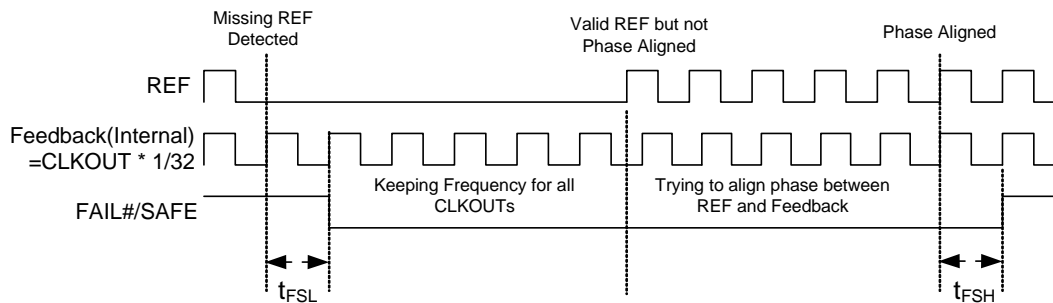 Missing REF
Detected
Valid REF but not
Phase Aligned
Phase Aligned
REF
Feedback(Internal)
=CLKOUT * 1/32
Keeping Frequency for all
CLKOUTs
Trying to align phase between
REF and Feedback
FAIL#/SAFE
tFSL
tFSH